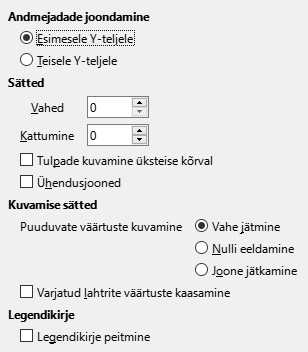 Andmejadade joondamine
Esimesele Y-teljele
Teisele Y-teljele
Sätted
Vahed 0
Kattumine 0
Tulpade kuvamine üksteise kõrval
Ühendusjooned
Kuvamise sätted
Puuduvate väärtuste kuvamine Vahe jätmine
Nulli eeldamine
Joone jätkamine
Varjatud lahtrite väärtuste kaasamine
Legendikirje
Legendikirje peitmine